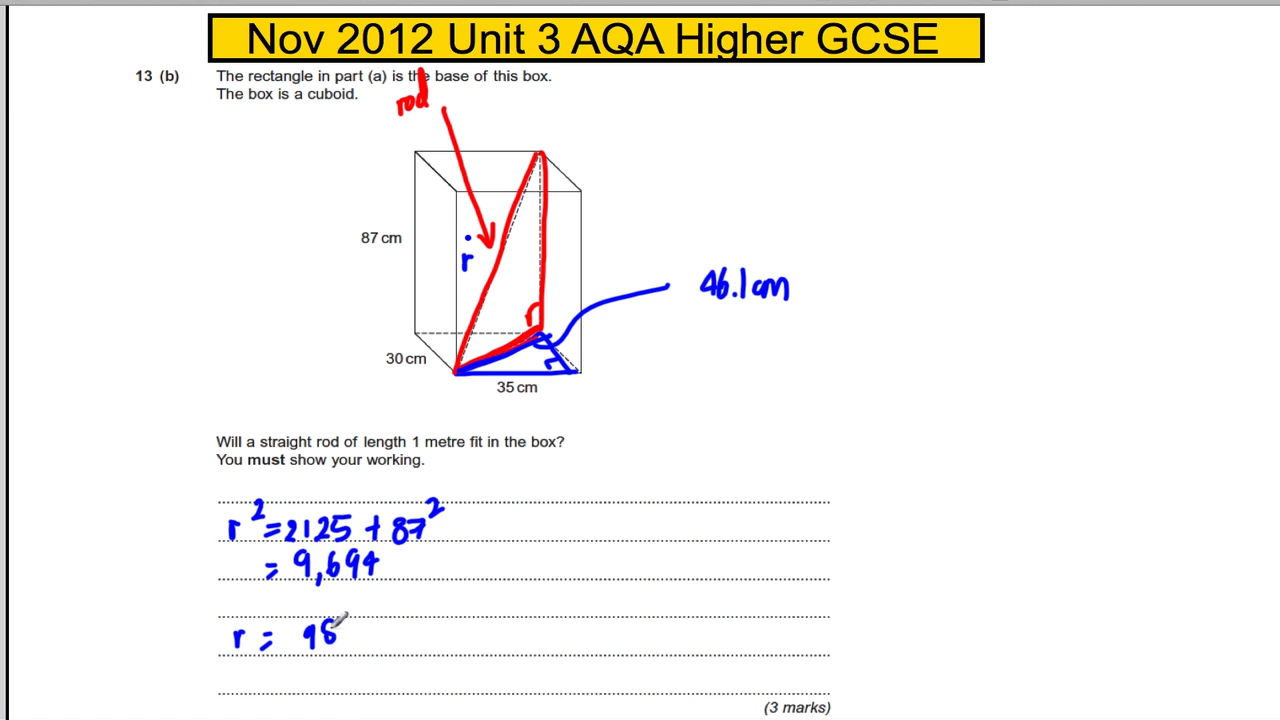 Nov 2012 Unit 3 AQA Higher GCSE
13 (b) The rectangle in part (a) is the base of this box.
The box is a cuboid.
rod
87 cm
r
r
46.1cm
30 cm
35 cm
Will a straight rod of length 1 metre fit in the box?
You must show your working.
r² = 2125 + 87²
= 9,694
r = 98
(3 marks)